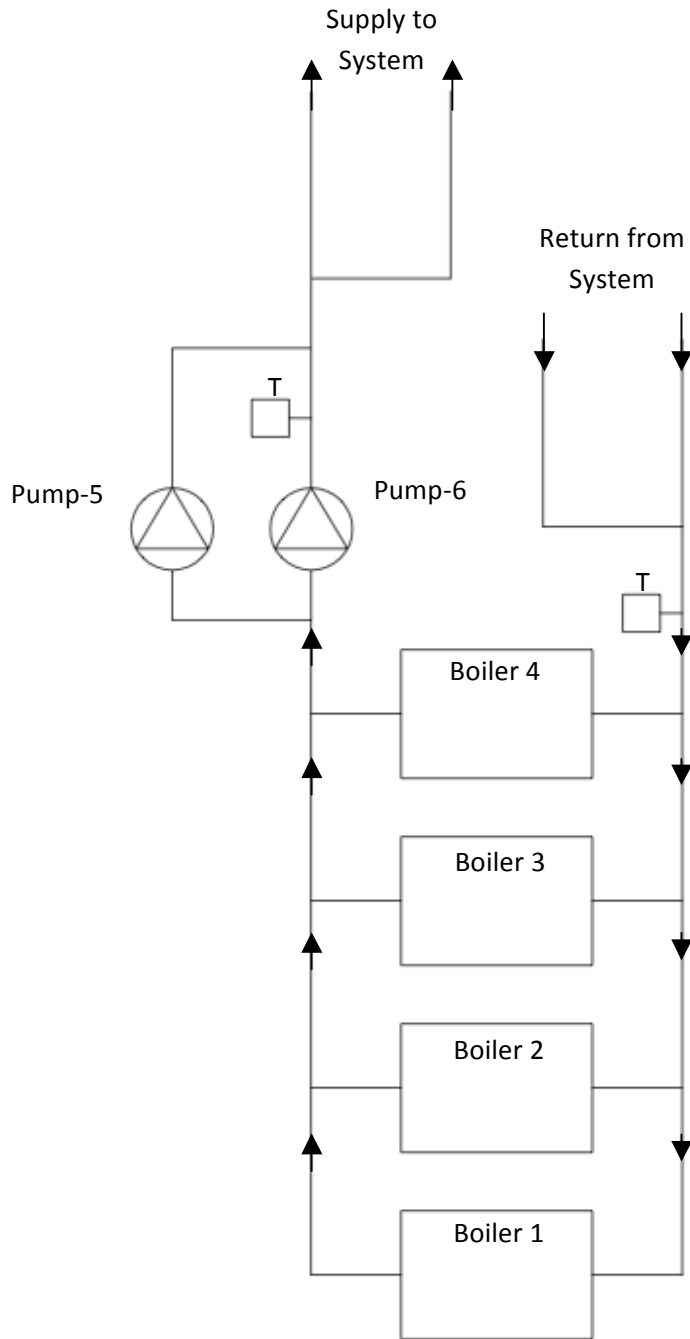 Supply to
System
Return from
System
T
Pump-5
Pump-6
T
Boiler 4
Boiler 3
Boiler 2
Boiler 1